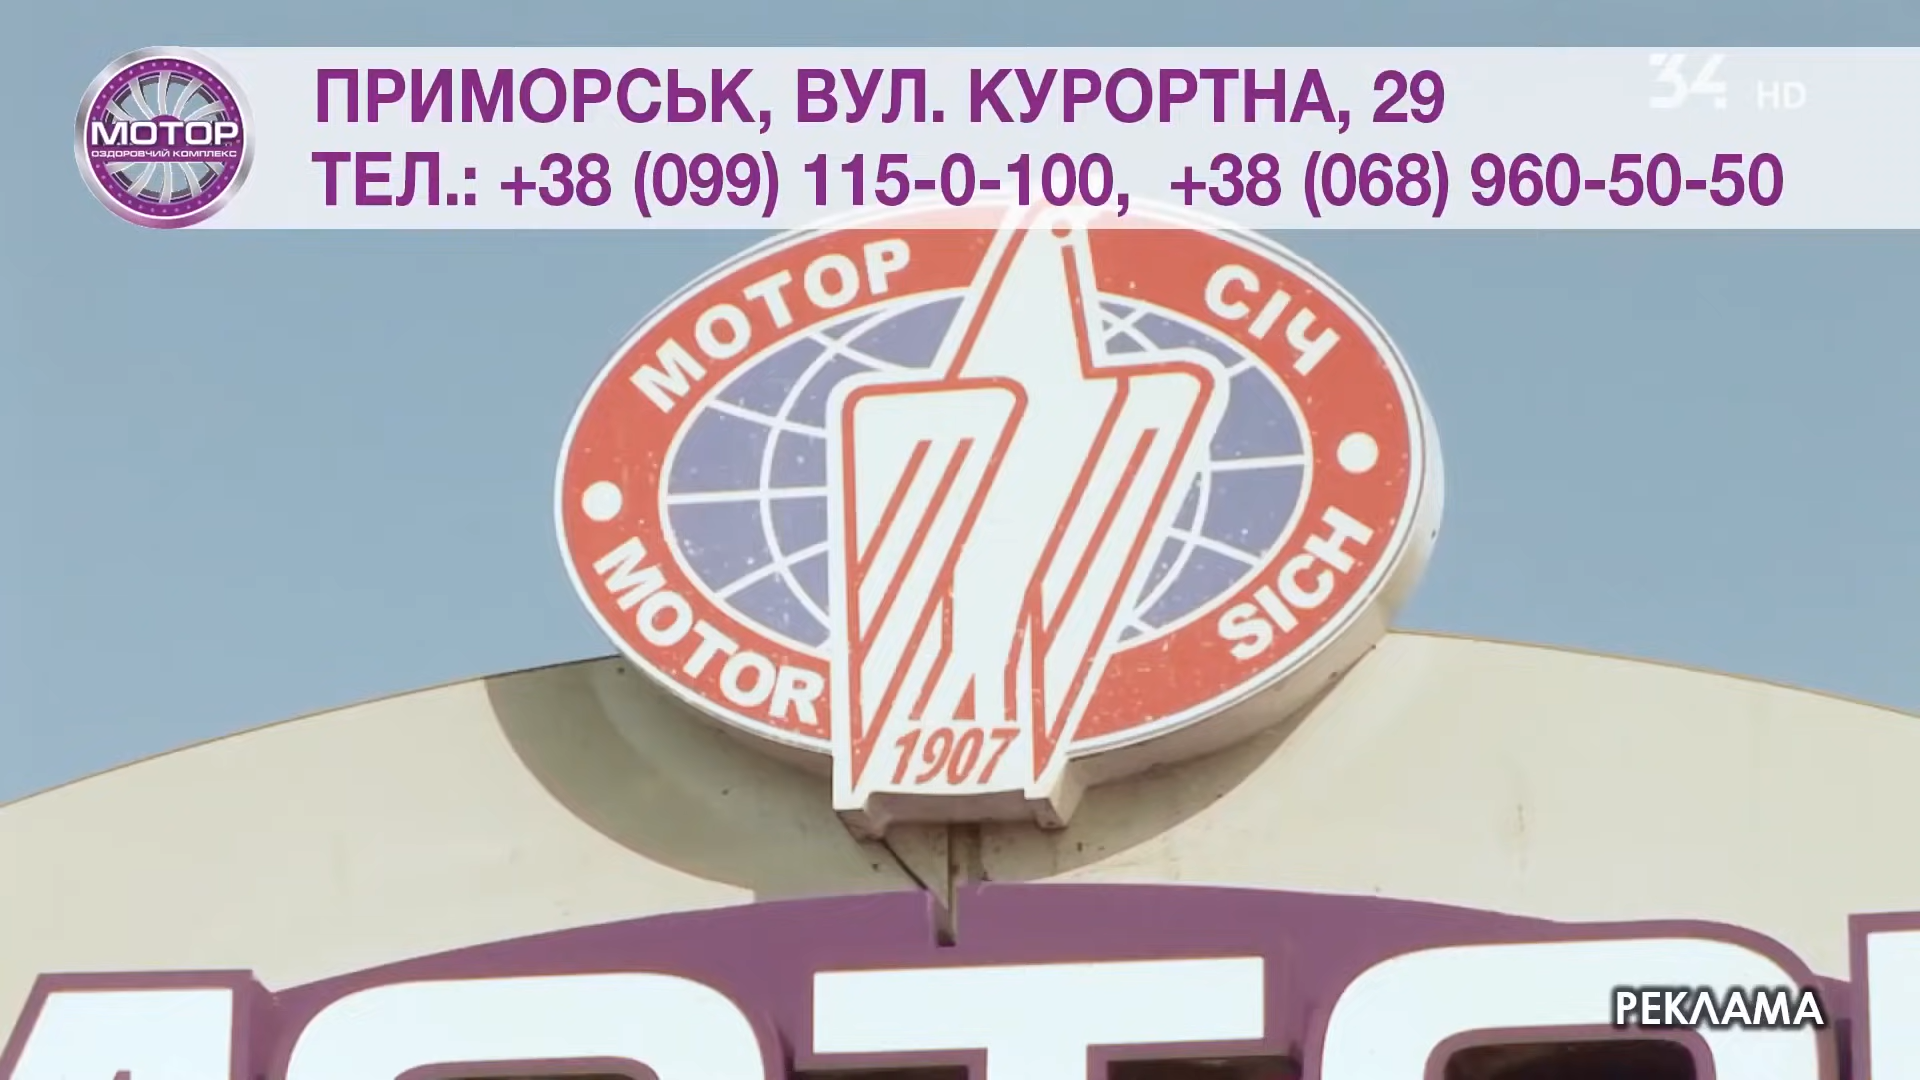 ПРИМОРСЬК, ВУЛ. КУРОРТНА, 29
34 HD
МОТОР
ОЗДОРОВЧИЙ КОМПЛЕКС
ТЕЛ.: +38 (099) 115-0-100, +38 (068) 960-50-50
МОТОР СІЧ
MOTOR SICH
1907
РЕКЛАМА